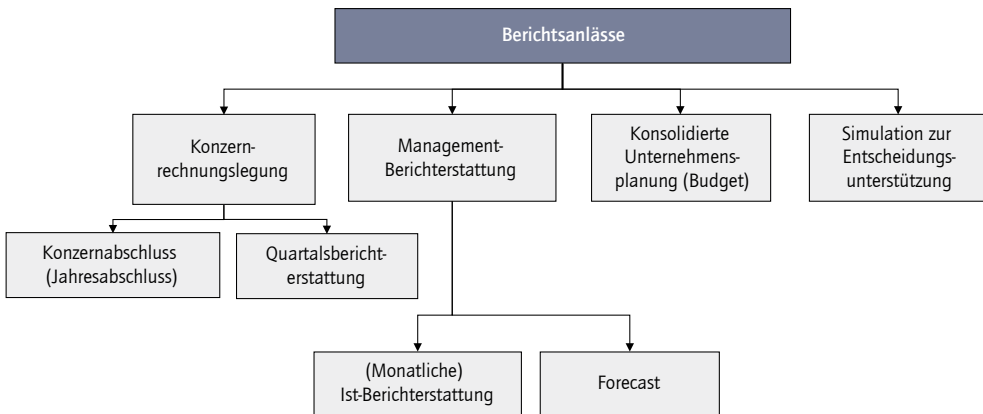 Berichtsanlässe
Konzern-
rechnungslegung
Management-
Berichterstattung
Konsolidierte
Unternehmens-
planung (Budget)
Simulation zur
Entscheidungs-
unterstützung
Konzernabschluss
(Jahresabschluss)
Quartalsbericht-
erstattung
(Monatliche)
Ist-Berichterstattung
Forecast